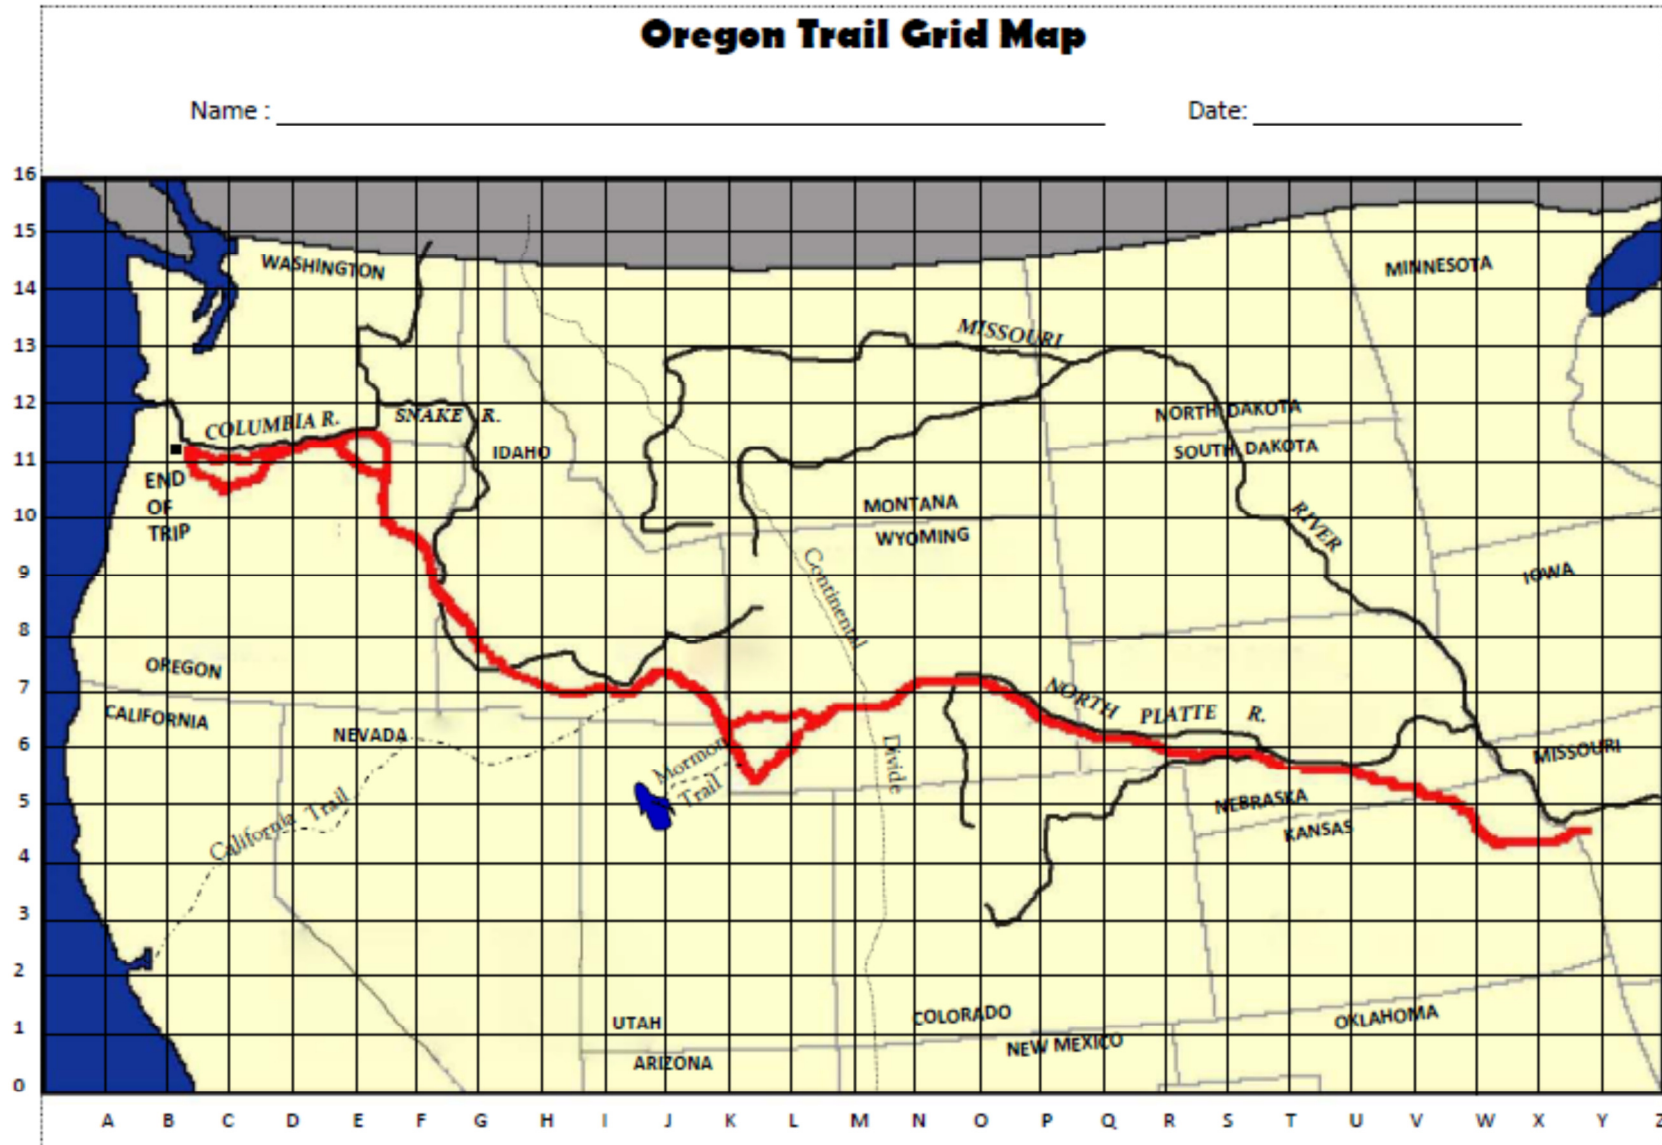 Oregon Trail Grid Map
Name :
Date:
16
15
WASHINGTON
MINNESOTA
14
13
MISSOURI
12
COLUMBIA R.
SNAKE R.
NORTH DAKOTA
SOUTH DAKOTA
11
IDAHO
END
OF
TRIP
MONTANA
WYOMING
10
RIVER
Continental
9
IOWA
8
OREGON
7
CALIFORNIA
NORTH PLATTE R.
NEVADA
6
Mormon
Trail
Divide
MISSOURI
5
NEBRASKA
KANSAS
California Trail
4
3
2
1
UTAH
ARIZONA
COLORADO
NEW MEXICO
OKLAHOMA
0
A B C D E F G H I J K L M N O P Q R S T U V W X Y Z